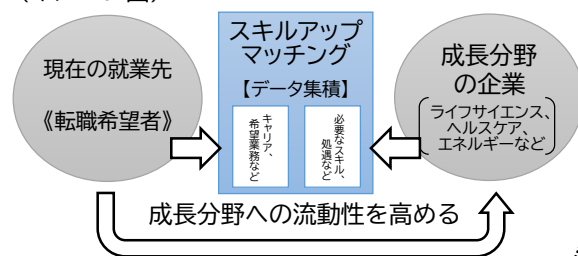 現在の就業先
《転職希望者》
スキルアップ
マッチング
【データ集積】
キャリア、
希望業務など
必要なスキル、
処遇など
成長分野
の企業
ライフサイエンス、
ヘルスケア、
エネルギーなど
成長分野への流動性を高める